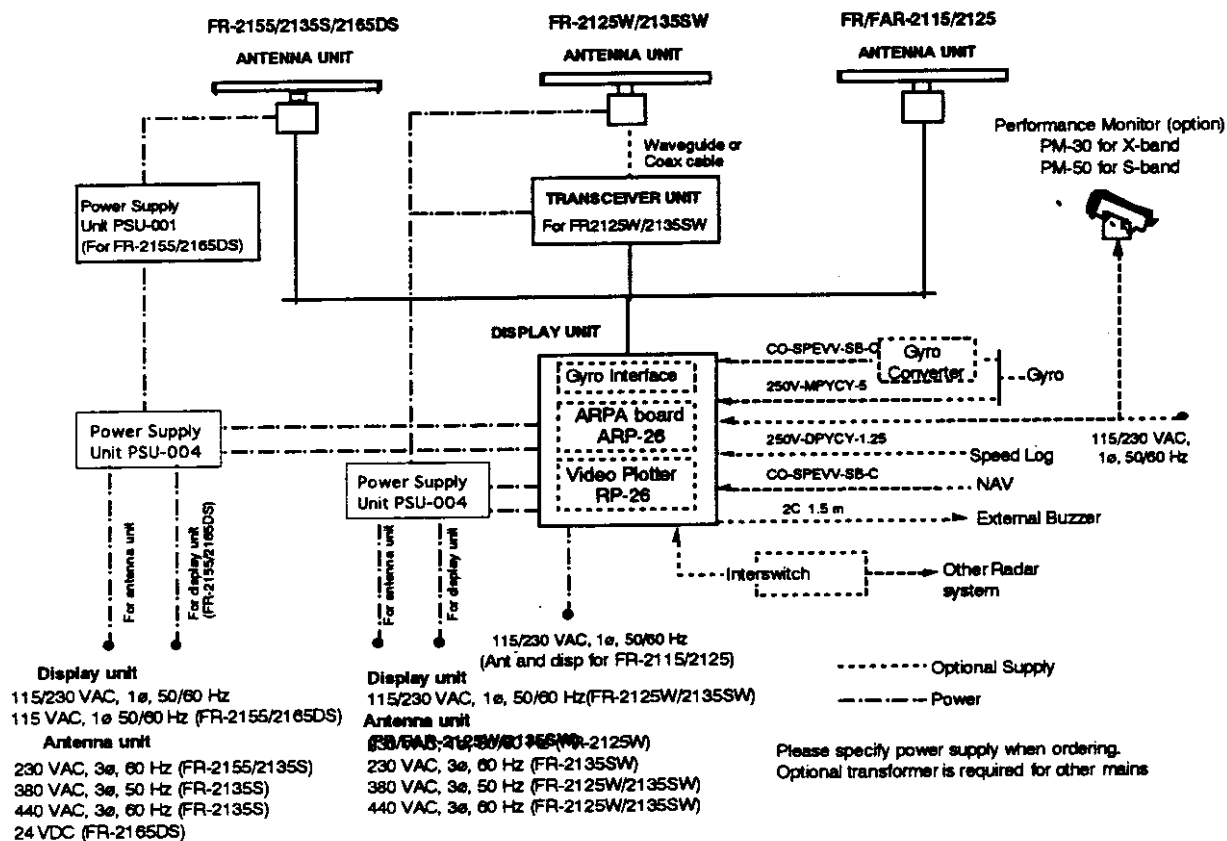 FR-2155/2135S/2165DS
ANTENNA UNIT
FR-2125W/2135SW
ANTENNA UNIT
FR/FAR-2115/2125
ANTENNA UNIT
Performance Monitor (option)
PM-30 for X-band
PM-50 for S-band
Waveguide or
Coax cable
Power Supply
Unit PSU-001
(For FR-2155/2165DS)
TRANSCEIVER UNIT
For FR2125W/2135SW
DISPLAY UNIT
Gyro Interface
ARPA board
ARP-26
Video Plotter
RP-26
CO-SPEVV-SB-C
Gyro
Converter
250V-MPYCY-5
Gyro
250V-DPYCY-1.25
115/230 VAC,
1ø, 50/60 Hz
Speed Log
CO-SPEVV-SB-C
NAV
2C 1.5 m
External Buzzer
Interswitch
Other Radar
system
Power Supply
Unit PSU-004
Power Supply
Unit PSU-004
For antenna unit
For display unit
(FR-2155/2165DS)
For antenna unit
For display unit
115/230 VAC, 1ø, 50/60 Hz
(Ant and disp for FR-2115/2125)
Display unit
115/230 VAC, 1ø, 50/60 Hz
115 VAC, 1ø 50/60 Hz (FR-2155/2165DS)
Antenna unit
230 VAC, 3ø, 60 Hz (FR-2155/2135S)
380 VAC, 3ø, 50 Hz (FR-2135S)
440 VAC, 3ø, 60 Hz (FR-2135S)
24 VDC (FR-2165DS)
Display unit
115/230 VAC, 1ø, 50/60 Hz(FR-2125W/2135SW)
Antenna unit
(FR-2125W)
230 VAC, 3ø, 60 Hz (FR-2135SW)
380 VAC, 3ø, 50 Hz (FR-2125W/2135SW)
440 VAC, 3ø, 60 Hz (FR-2125W/2135SW)
Optional Supply
Power
Please specify power supply when ordering.
Optional transformer is required for other mains